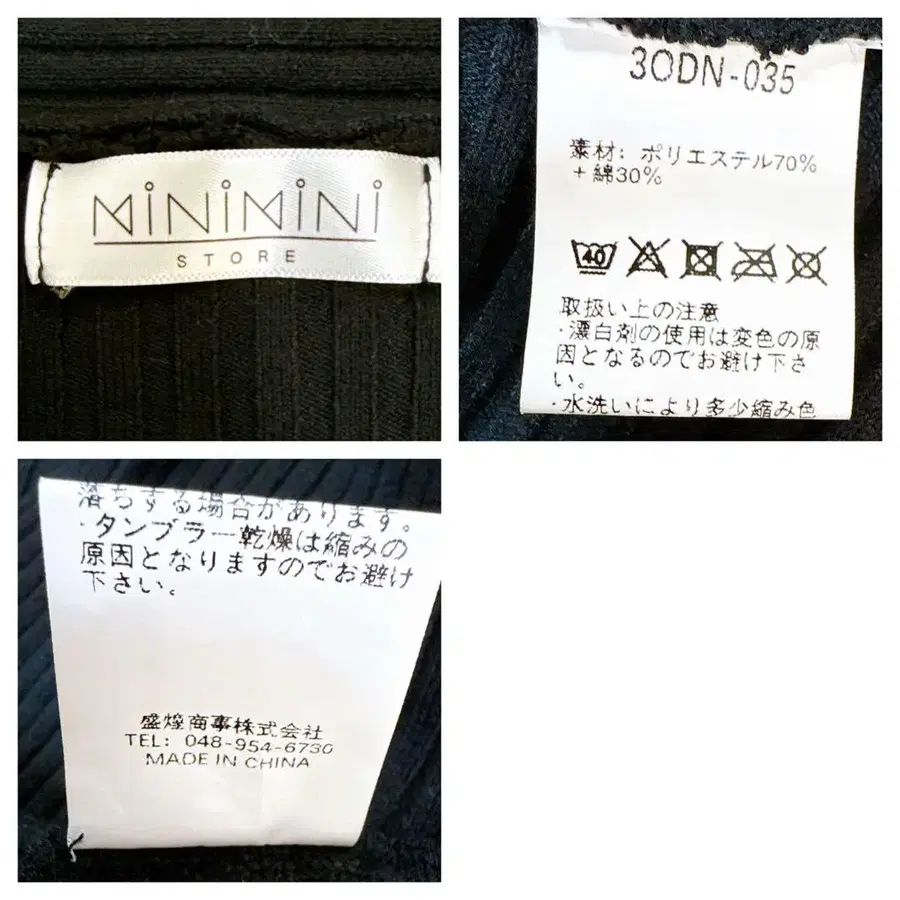 MiNiMiNi
STORE
3ODN-035
素材: ポリエステル70%
+綿30%
40
取扱い上の注意
·漂白剤の使用は変色の原
因となるのでお避け下さ
い。
·水洗いにより多少縮み色
落ちする場合があります。
·タンブラー乾燥は縮みの
原因となりますのでお避け
下さい。
盛煌商事株式会社
TEL: 048-954-6730
MADE IN CHINA